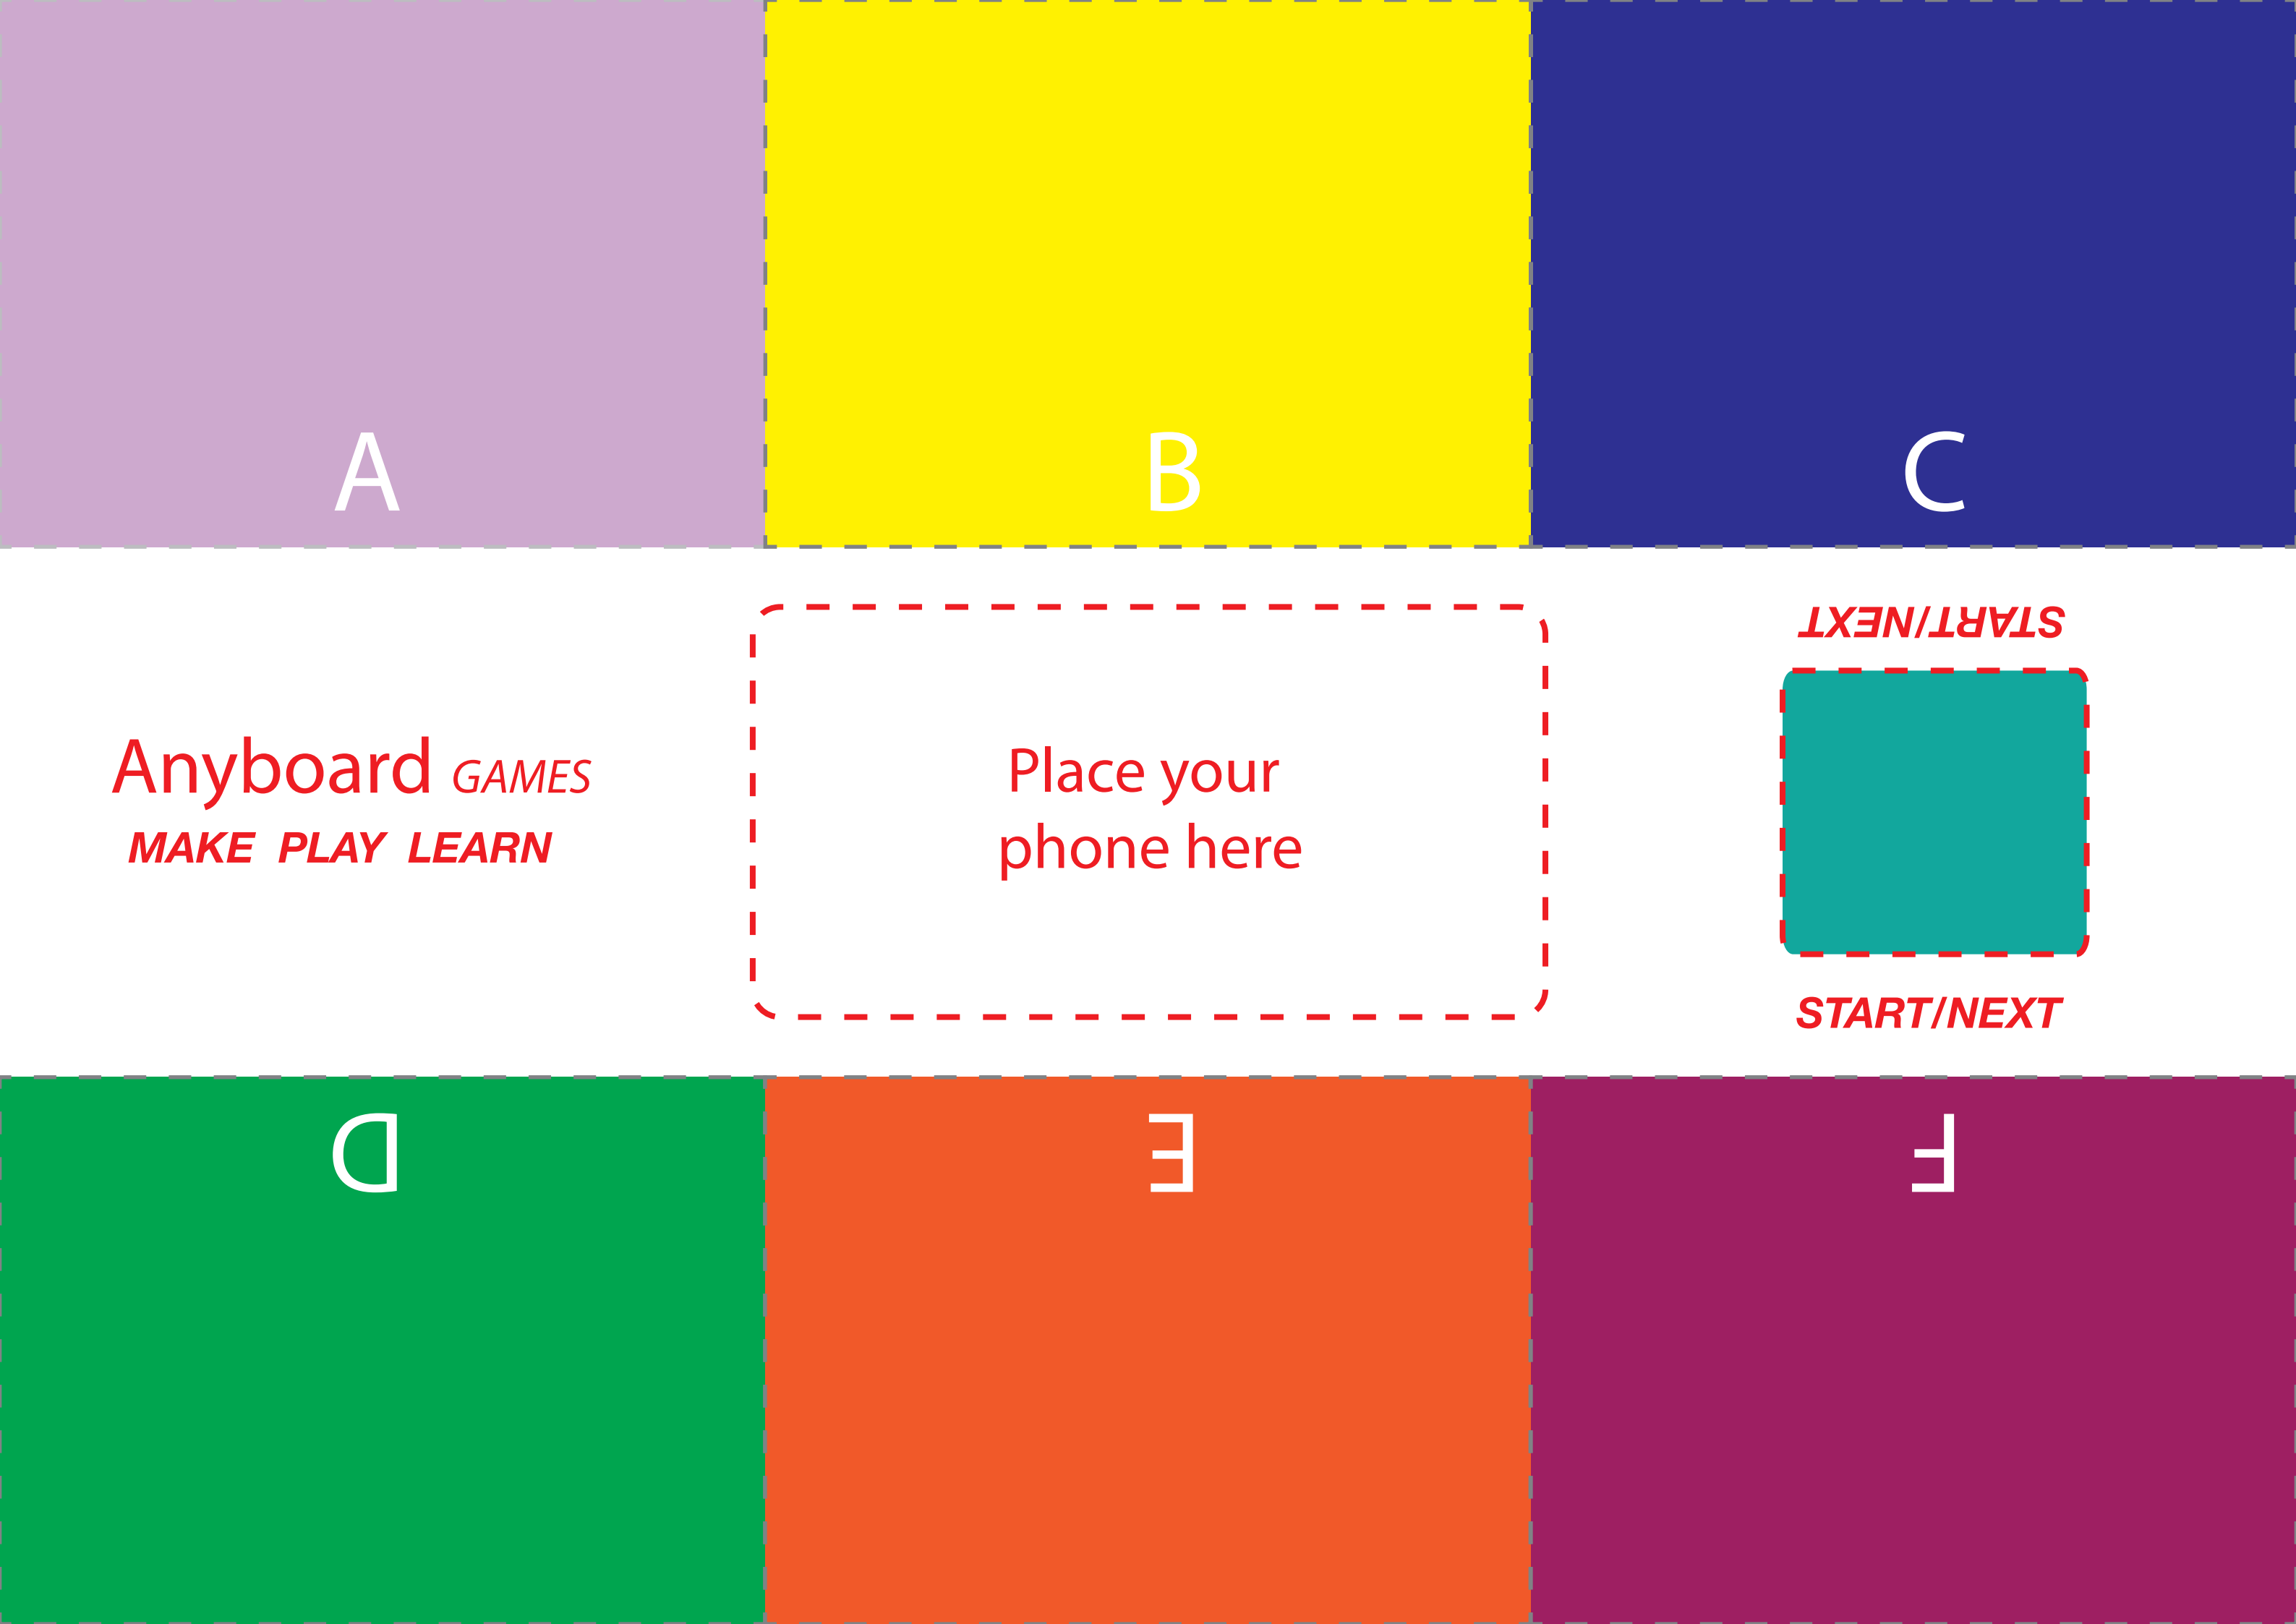 A
B
C
START/NEXT
Anyboard GAMES
MAKE PLAY LEARN
Place your
phone here
START/NEXT
D
E
F